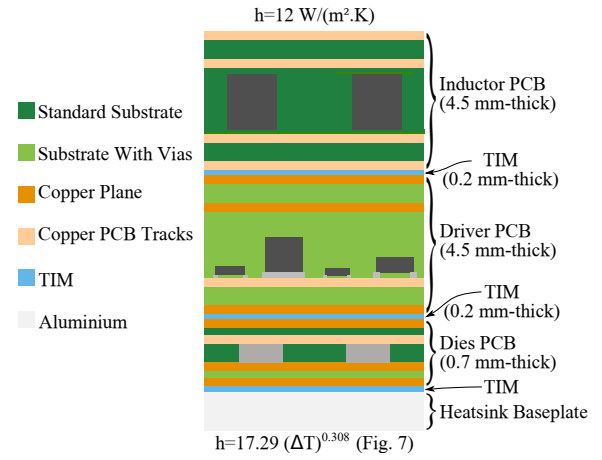 h=12 W/(m².K)
Standard Substrate
Substrate With Vias
Copper Plane
Copper PCB Tracks
TIM
Aluminium
Inductor PCB
(4.5 mm-thick)
TIM
(0.2 mm-thick)
Driver PCB
(4.5 mm-thick)
TIM
(0.2 mm-thick)
Dies PCB
(0.7 mm-thick)
TIM
Heatsink Baseplate
h=17.29 (ΔT)^0.308 (Fig. 7)